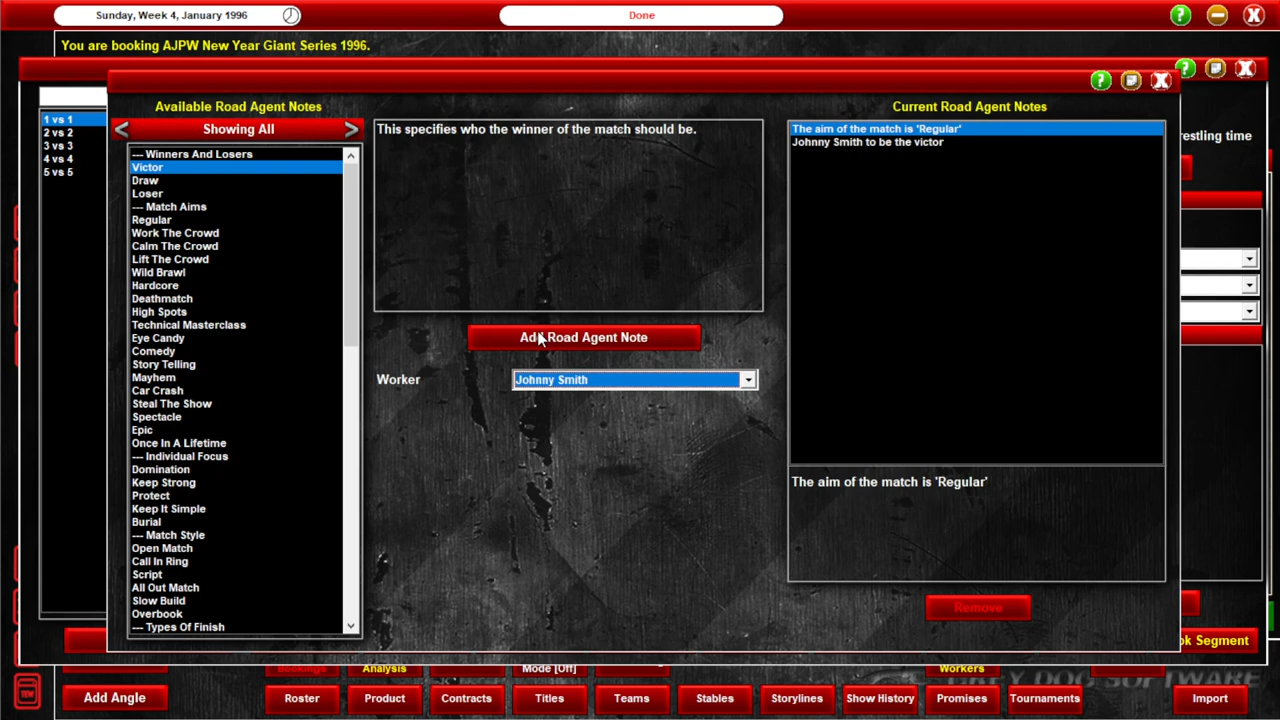 Sunday, Week 4, January 1996
Done
You are booking AJPW New Year Giant Series 1996.
1 vs 1
2 vs 2
3 vs 3
4 vs 4
5 vs 5
Available Road Agent Notes
Showing All
--- Winners And Losers
Victor
Draw
Loser
--- Match Aims
Regular
Work The Crowd
Calm The Crowd
Lift The Crowd
Wild Brawl
Hardcore
Deathmatch
High Spots
Technical Masterclass
Eye Candy
Comedy
Story Telling
Mayhem
Car Crash
Steal The Show
Spectacle
Epic
Once In A Lifetime
--- Individual Focus
Domination
Keep Strong
Protect
Keep It Simple
Burial
--- Match Style
Open Match
Call In Ring
Script
All Out Match
Slow Build
Overbook
--- Types Of Finish
This specifies who the winner of the match should be.
Add Road Agent Note
Worker
Johnny Smith
Current Road Agent Notes
The aim of the match is 'Regular'
Johnny Smith to be the victor
The aim of the match is 'Regular'
Remove
restling time
ok Segment
Bookings
Analysis
Mode [Off]
Workers
GREY DOG SOFTWARE
Add Angle
Roster
Product
Contracts
Titles
Teams
Stables
Storylines
Show History
Promises
Tournaments
Import